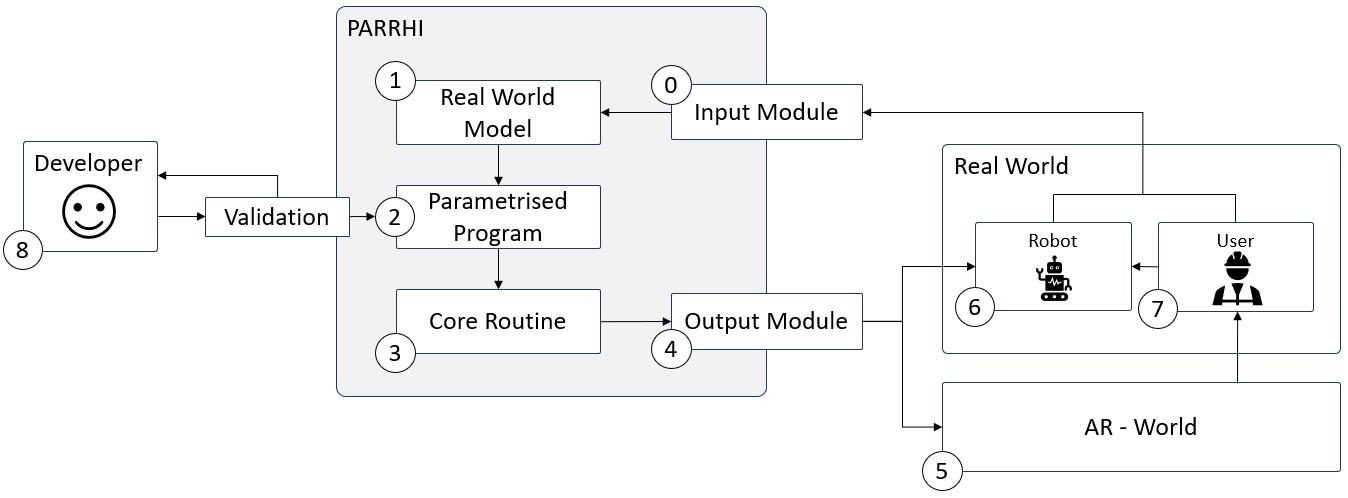 PARRHI
1
Real World
Model
0
Input Module
Developer
8
Validation
2
Parametrised
Program
3
Core Routine
4
Output Module
Real World
Robot
6
User
7
AR - World
5